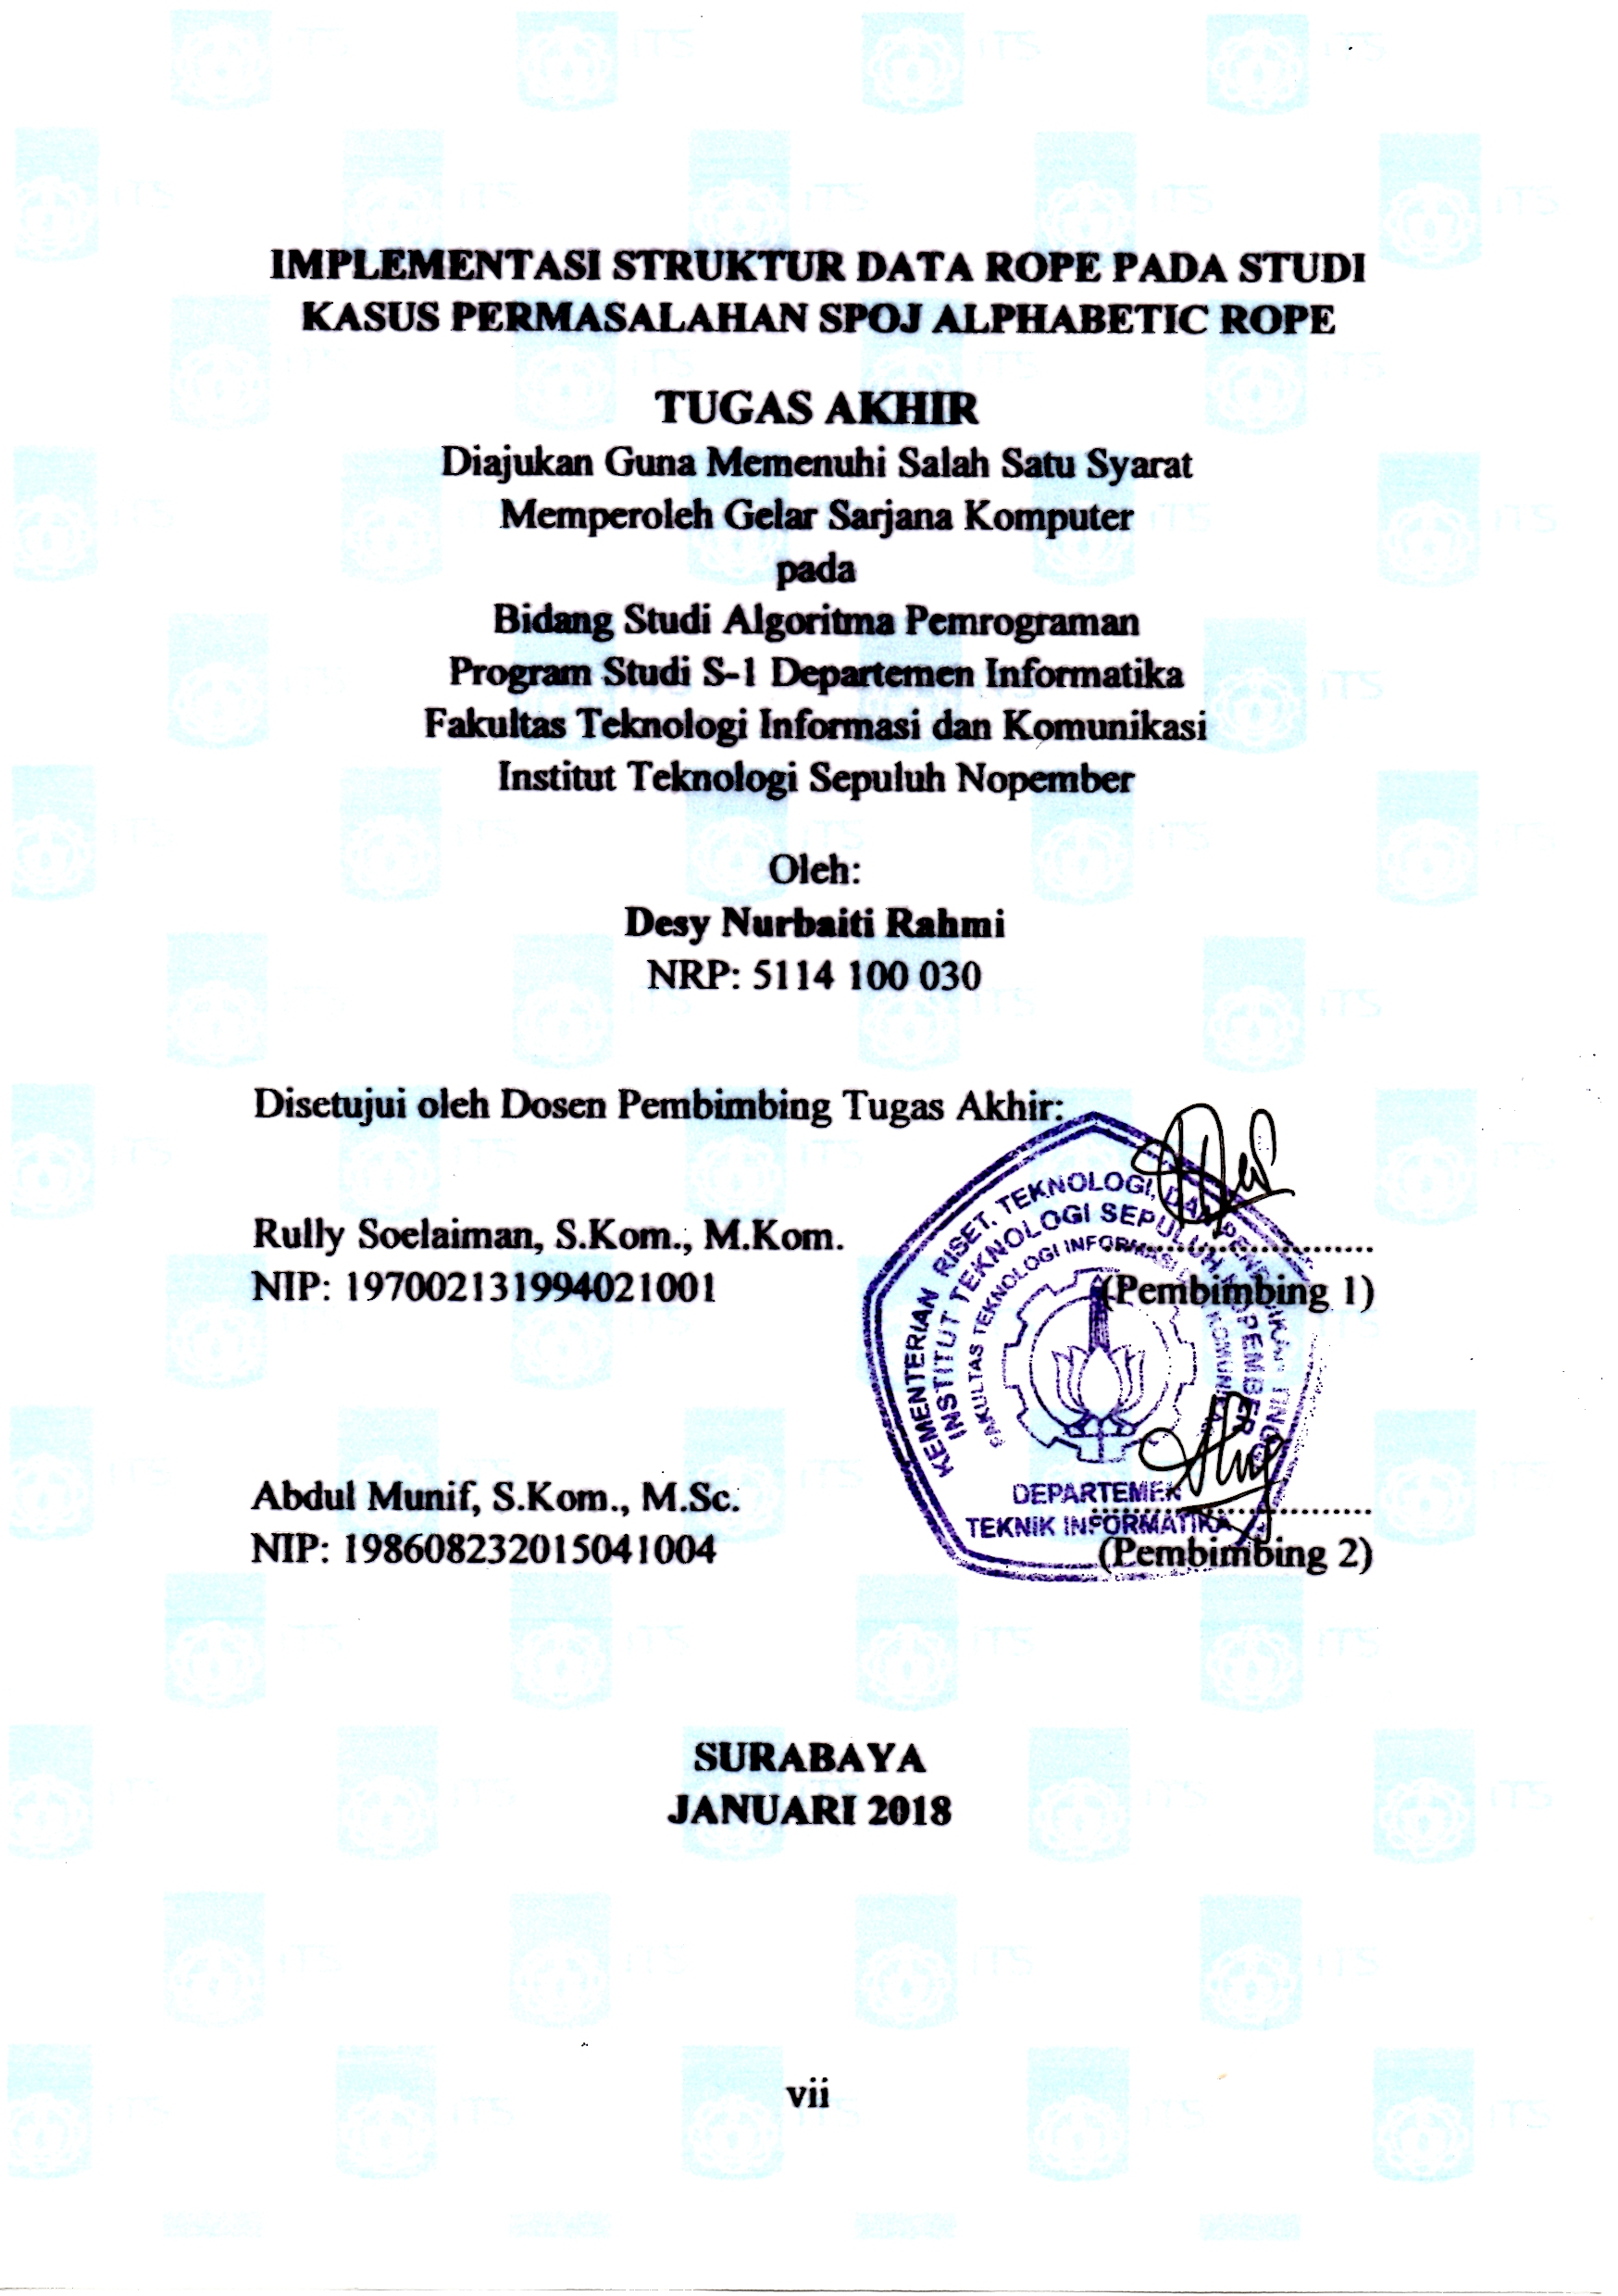 IMPLEMENTASI STRUKTUR DATA ROPE PADA STUDI
KASUS PERMASALAHAN SPOJ ALPHABETIC ROPE
TUGAS AKHIR
Diajukan Guna Memenuhi Salah Satu Syarat
Memperoleh Gelar Sarjana Komputer
pada
Bidang Studi Algoritma Pemrograman
Program Studi S-1 Departemen Informatika
Fakultas Teknologi Informasi dan Komunikasi
Institut Teknologi Sepuluh Nopember
Oleh:
Desy Nurbaiti Rahmi
NRP: 5114 100 030
Disetujui oleh Dosen Pembimbing Tugas Akhir:
Rully Soelaiman, S.Kom., M.Kom.
NIP: 197002131994021001
(Pembimbing 1)
KEMENTERIAN RISET, TEKNOLOGI, DAN
INSTITUT TEKNOLOGI SEPULUH NOPEMBER
FAKULTAS TEKNOLOGI INFORMASI
DEPARTEMEN
TEKNIK INFORMATIKA
Abdul Munif, S.Kom., M.Sc.
NIP: 198608232015041004
(Pembimbing 2)
SURABAYA
JANUARI 2018
vii